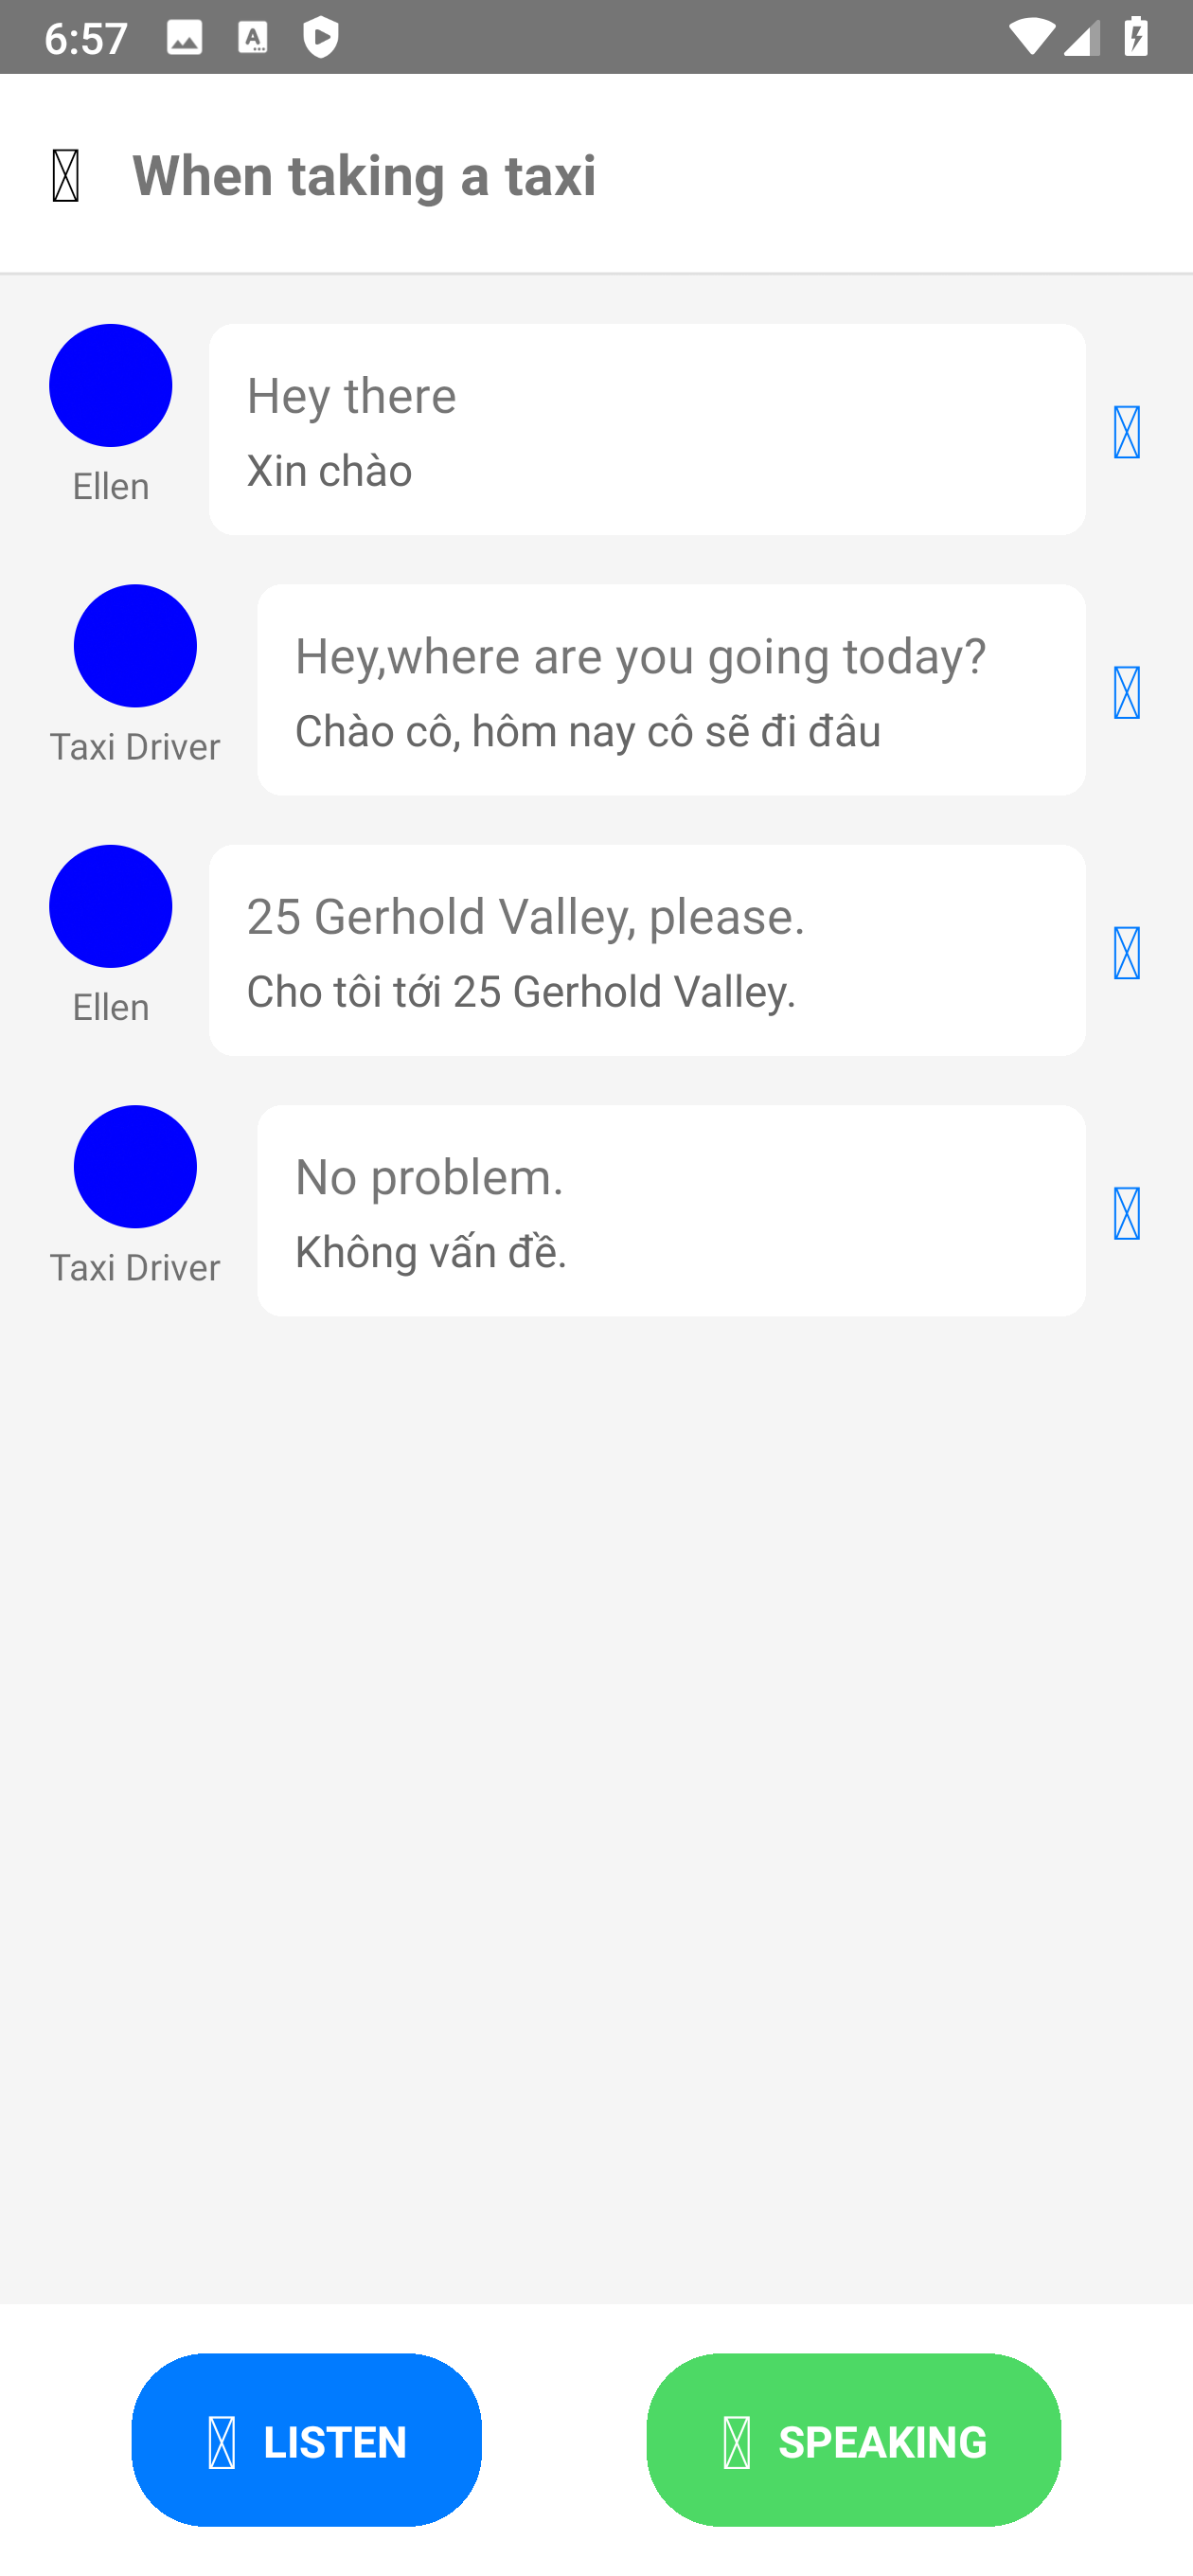 6:57
When taking a taxi
Hey there
Xin chào
Ellen
Hey,where are you going today?
Chào cô, hôm nay cô sẽ đi đâu
Taxi Driver
25 Gerhold Valley, please.
Cho tôi tới 25 Gerhold Valley.
Ellen
No problem.
Không vấn đề.
Taxi Driver
LISTEN
SPEAKING